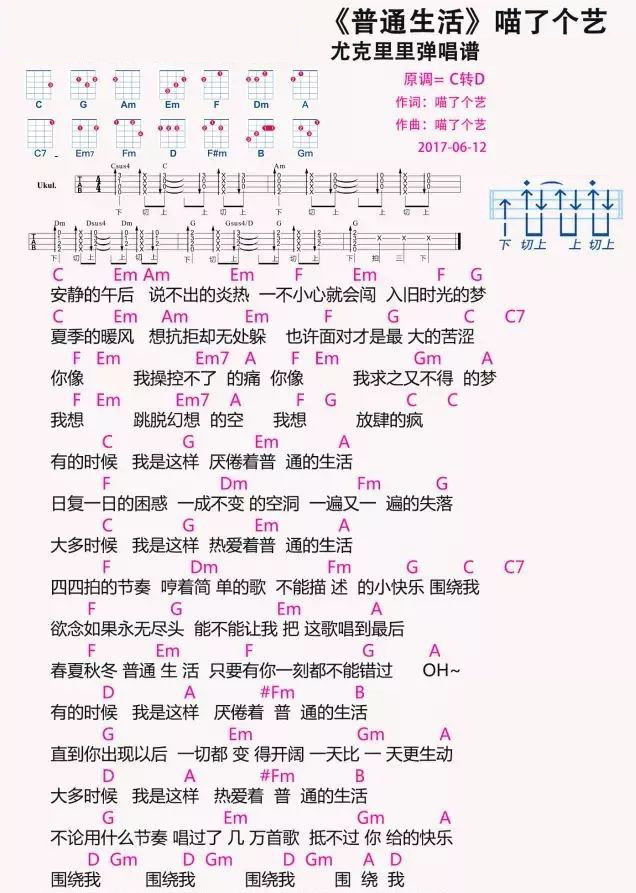 《普通生活》喵了个艺
尤克里里弹唱谱
原调= C转D
作词：喵了个艺
作曲：喵了个艺
2017-06-12
C G Am Em F Dm A
C7 Em7 Fm D F#m B Gm
Csus4 C Am
Ukul.
下 切 上 上 切 上 下 切 上 上 切 上
Dm Dsus4 Dm G Gsus4/D G G
下 切 上 上 切 上 下 切 上 上 切 上 下 拍 三 下
下 切上 上 切上
C Em Am Em F Em F G
安静的午后 说不出的炎热 一不小心就会闯 入旧时光的梦
C Em Am Em F G C C7
夏季的暖风 想抗拒却无处躲 也许面对才是最 大的苦涩
F Em Em7 A F Em Gm A
你像 我操控不了 的痛 你像 我求之又不得 的梦
F Em Em7 A F G C C
我想 跳脱幻想 的空 我想 放肆的疯
C G Em A
有的时候 我是这样 厌倦着普 通的生活
F Dm Fm G
日复一日的困惑 一成不变 的空洞 一遍又一 遍的失落
C G Em A
大多时候 我是这样 热爱着普 通的生活
F Dm Fm G C C7
四四拍的节奏 哼着简 单的歌 不能描 述 的小快乐 围绕我
F G Em A
欲念如果永无尽头 能不能让我 把 这歌唱到最后
F Em F G A
春夏秋冬 普通 生 活 只要有你一刻都不能错过 OH~
D A #Fm B
有的时候 我是这样 厌倦着 普 通的生活
G Em Gm A
直到你出现以后 一切都 变 得开阔 一天比 一 天更生动
D A #Fm B
大多时候 我是这样 热爱着 普 通的生活
G Em Gm A
不论用什么节奏 唱过了 几 万首歌 抵不过 你 给的快乐
D Gm D Gm D Gm A D
围绕我 围绕我 围绕我 围 绕 我